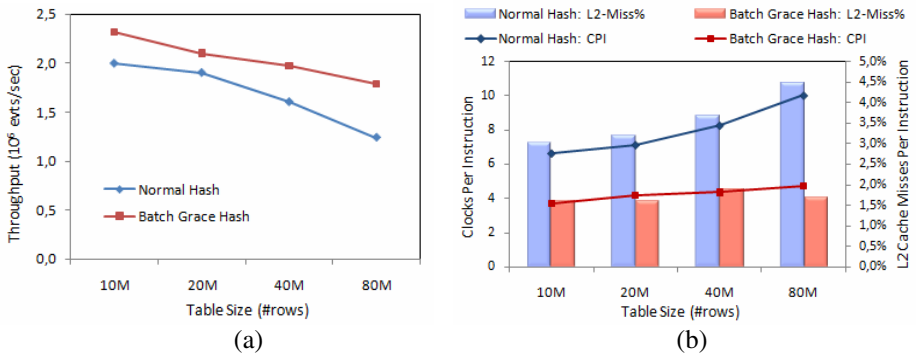 2,5
2,0
1,5
1,0
0,5
0,0
Throughput (10⁶ evts/sec)
Normal Hash
Batch Grace Hash
10M 20M 40M 80M
Table Size (#rows)
(a)
Normal Hash: L2-Miss% Batch Grace Hash: L2-Miss%
Normal Hash: CPI Batch Grace Hash: CPI
12
10
8
6
4
2
0
Clocks Per Instruction
5,0%
4,5%
4,0%
3,5%
3,0%
2,5%
2,0%
1,5%
1,0%
0,5%
0,0%
L2 Cache Misses Per Instruction
10M 20M 40M 80M
Table Size (#rows)
(b)